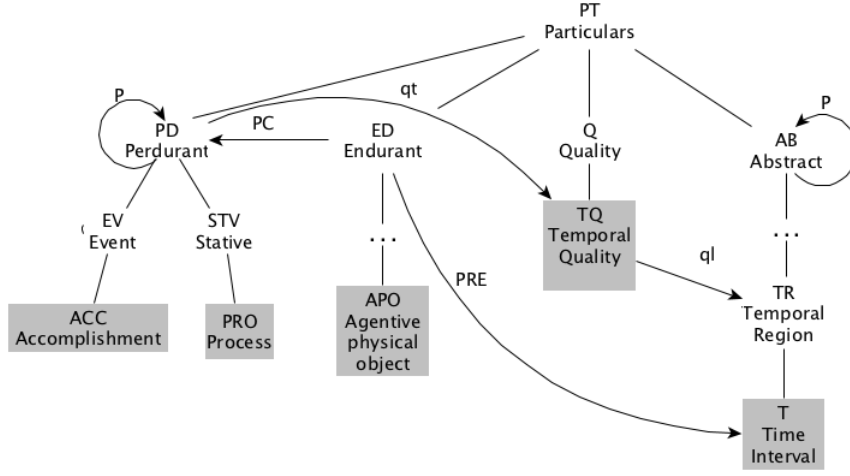 PT
Particulars
P
qt
P
PD
Perdurant
PC
ED
Endurant
Q
Quality
AB
Abstract
EV
Event
STV
Stative
...
TQ
Temporal
Quality
...
PRE
ql
ACC
Accomplishment
PRO
Process
APO
Agentive
physical
object
TR
Temporal
Region
T
Time
Interval